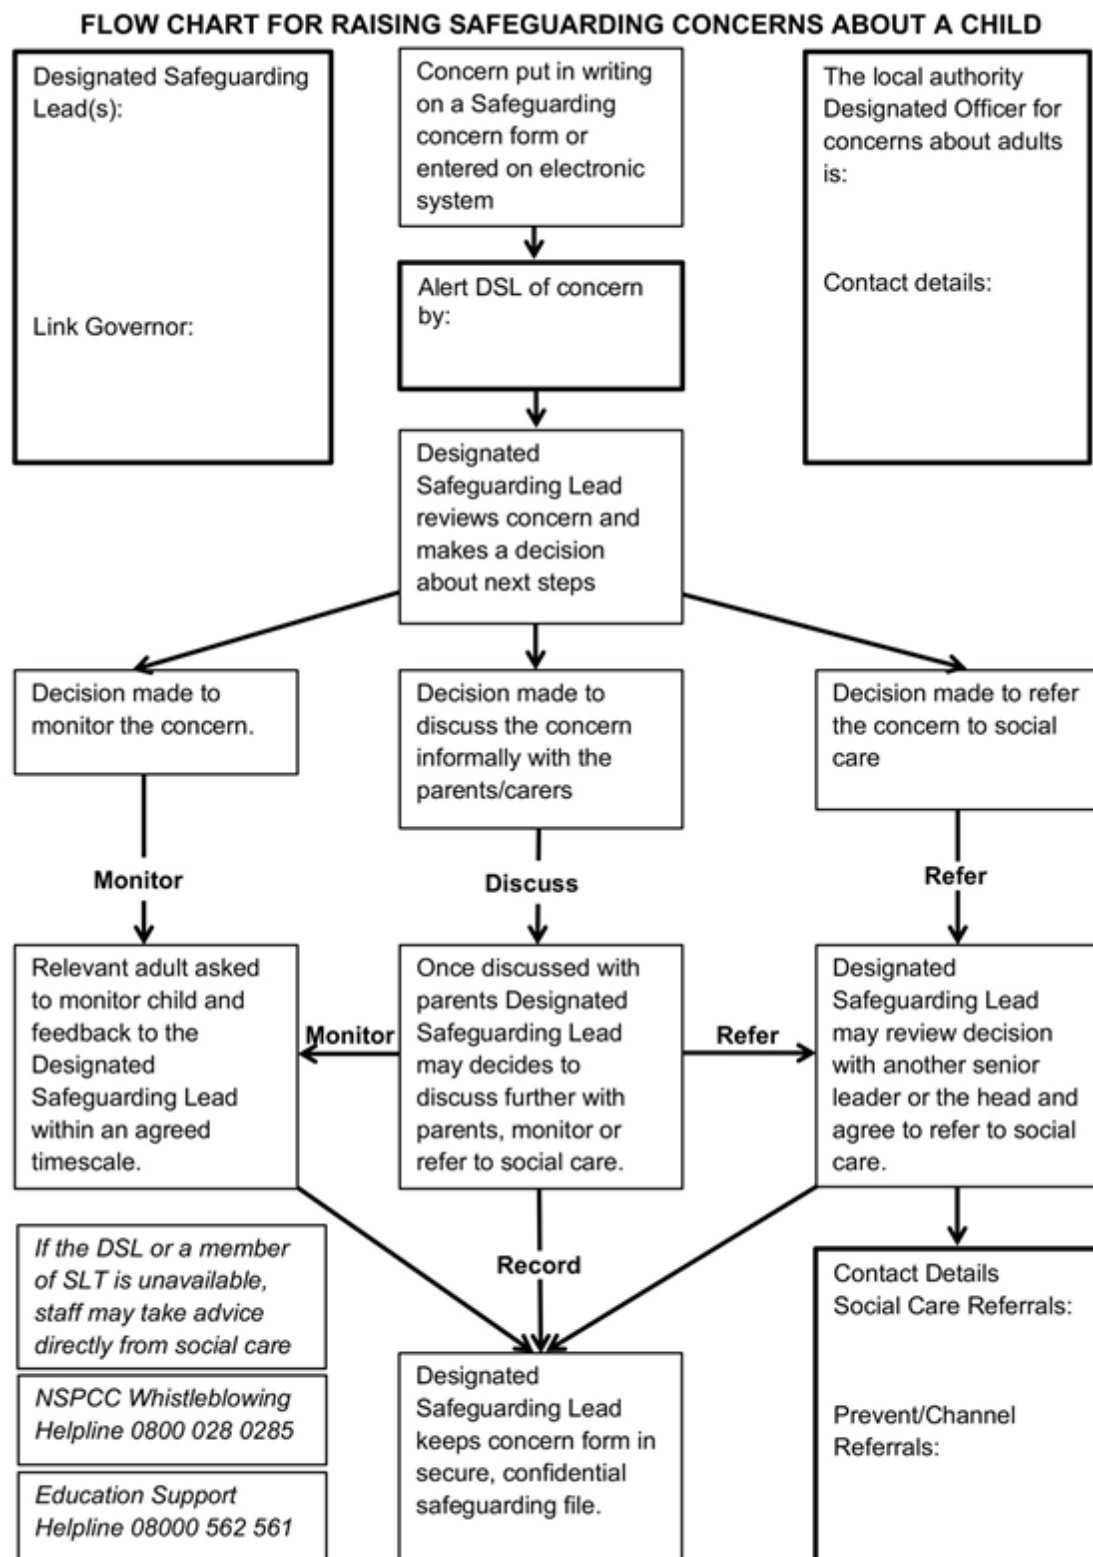 FLOW CHART FOR RAISING SAFEGUARDING CONCERNS ABOUT A CHILD
Designated Safeguarding
Lead(s):
Link Governor:
Concern put in writing
on a Safeguarding
concern form or
entered on electronic
system
The local authority
Designated Officer for
concerns about adults
is:
Contact details:
Alert DSL of concern
by:
Designated
Safeguarding Lead
reviews concern and
makes a decision
about next steps
Decision made to
monitor the concern.
Decision made to
discuss the concern
informally with the
parents/carers
Decision made to refer
the concern to social
care
Monitor
Discuss
Refer
Relevant adult asked
to monitor child and
feedback to the
Designated
Safeguarding Lead
within an agreed
timescale.
Monitor
Once discussed with
parents Designated
Safeguarding Lead
may decides to
discuss further with
parents, monitor or
refer to social care.
Refer
Designated
Safeguarding Lead
may review decision
with another senior
leader or the head and
agree to refer to social
care.
If the DSL or a member
of SLT is unavailable,
staff may take advice
directly from social care
NSPCC Whistleblowing
Helpline 0800 028 0285
Education Support
Helpline 08000 562 561
Record
Designated
Safeguarding Lead
keeps concern form in
secure, confidential
safeguarding file.
Contact Details
Social Care Referrals:
Prevent/Channel
Referrals: